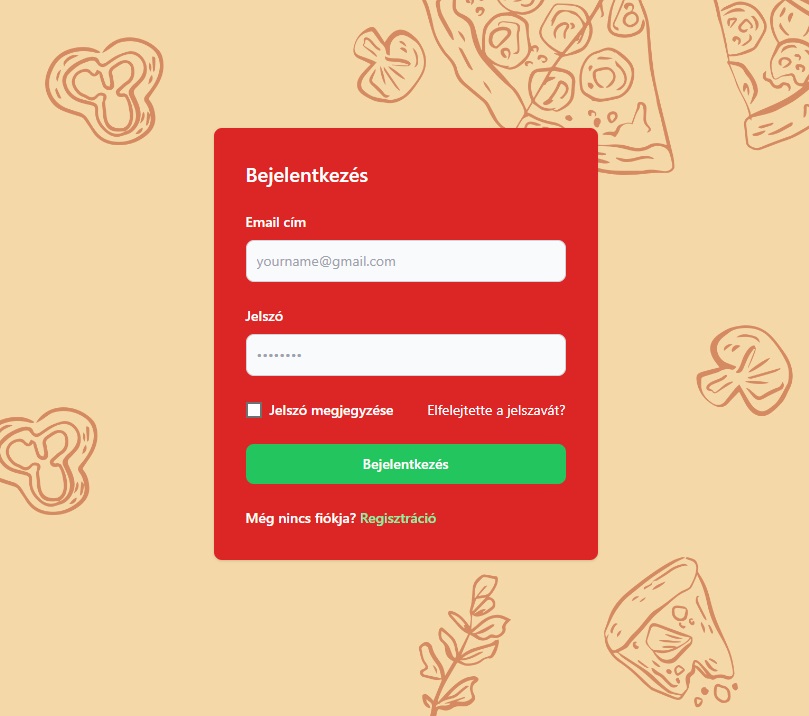 Bejelentkezés
Email cím
yourname@gmail.com
Jelszó
••••••••
Jelszó megjegyzése Elfelejtette a jelszavát?
Bejelentkezés
Még nincs fiókja? Regisztráció